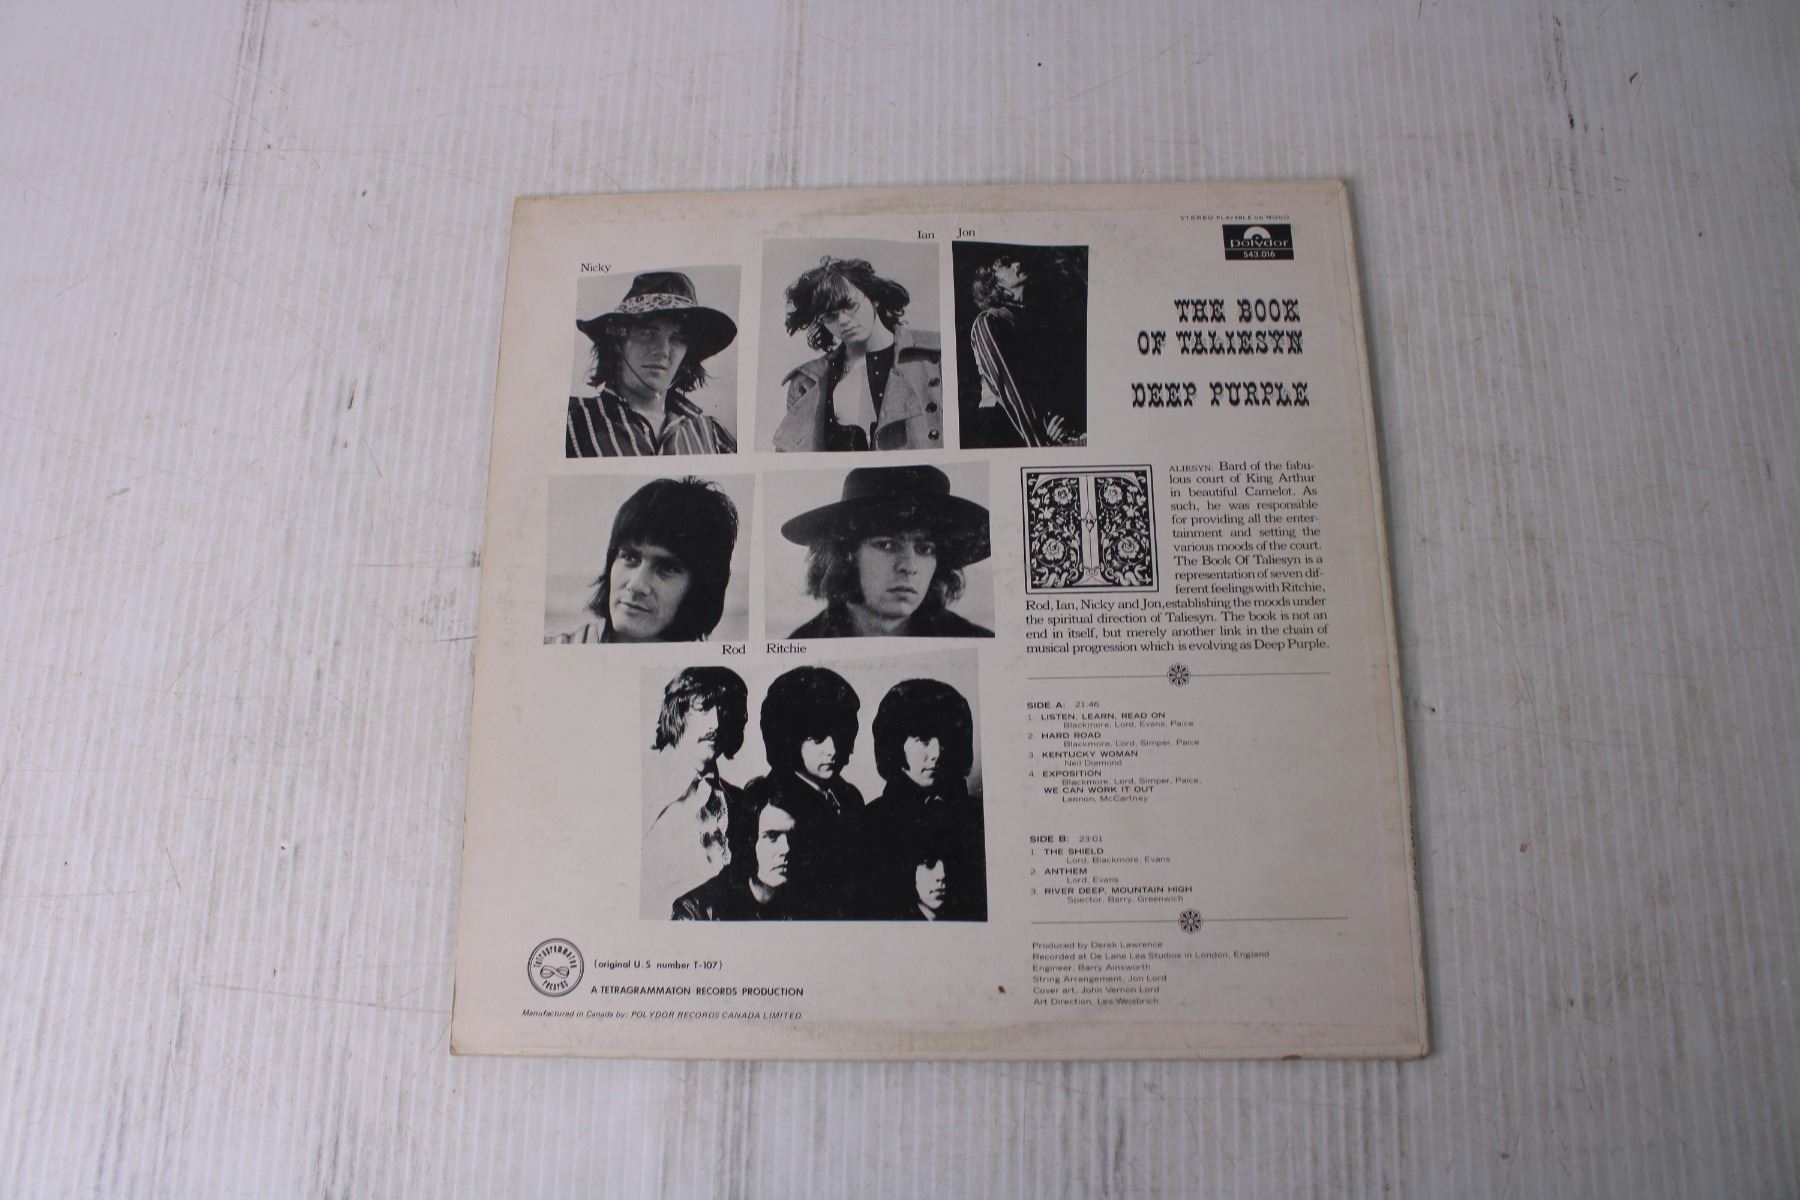 STEREO PLAYABLE ON MONO
Polydor
543.016
Nicky
Ian
Jon
THE BOOK
OF TALIESYN
DEEP PURPLE
ALIESYN: Bard of the fabu-
lous court of King Arthur
in beautiful Camelot. As
such, he was responsible
for providing all the enter-
tainment and setting the
various moods of the court.
The Book Of Taliesyn is a
representation of seven dif-
ferent feelings with Ritchie,
Rod, Ian, Nicky and Jon, establishing the moods under
the spiritual direction of Taliesyn. The book is not an
end in itself, but merely another link in the chain of
musical progression which is evolving as Deep Purple.
Rod
Ritchie
SIDE A: 21:46
1. LISTEN, LEARN, READ ON
Blackmore, Lord, Evans, Paice
2. HARD ROAD
Blackmore, Lord, Simper, Paice
3. KENTUCKY WOMAN
Neil Diamond
4. EXPOSITION
Blackmore, Lord, Simper, Paice,
WE CAN WORK IT OUT
Lennon, McCartney
SIDE B: 23:01
1. THE SHIELD
Lord, Blackmore, Evans
2. ANTHEM
Lord, Evans
3. RIVER DEEP, MOUNTAIN HIGH
Spector, Barry, Greenwich
Produced by Derek Lawrence
Recorded at De Lane Lea Studios in London, England
Engineer, Barry Ainsworth
String Arrangement, Jon Lord
Cover art, John Vernon Lord
Art Direction, Les Weisbrich
tetragrammaton
records
(original U.S number T-107)
A TETRAGRAMMATON RECORDS PRODUCTION
Manufactured in Canada by: POLYDOR RECORDS CANADA LIMITED.